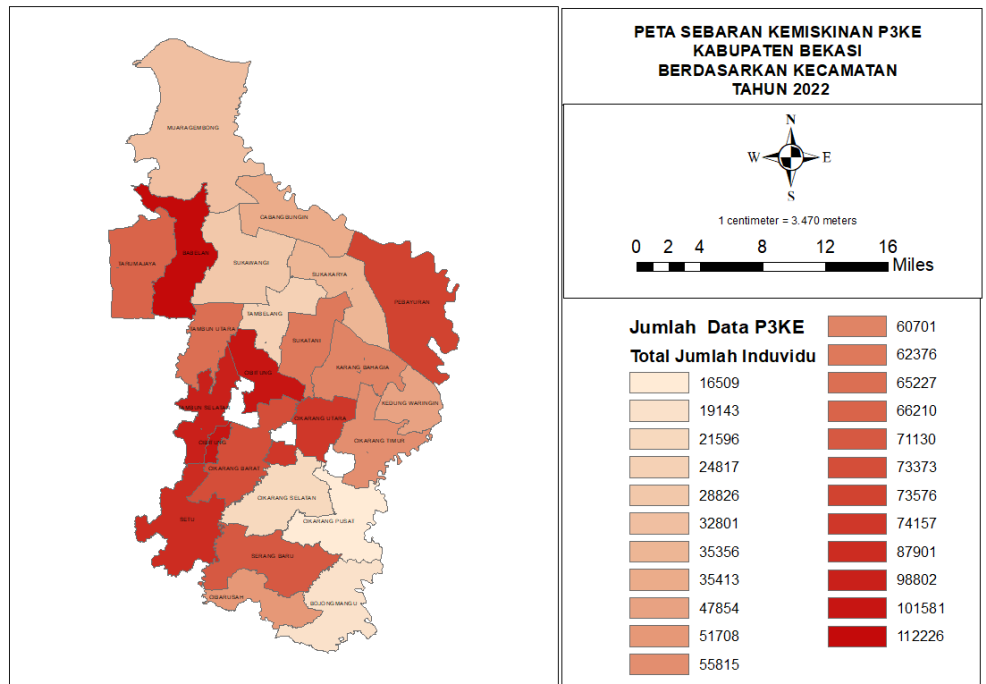 PETA SEBARAN KEMISKINAN P3KE
KABUPATEN BEKASI
BERDASARKAN KECAMATAN
TAHUN 2022
N
W
E
S
1 centimeter = 3.470 meters
0 2 4 8 12 16
Miles
Jumlah Data P3KE
Total Jumlah Induvidu
16509
19143
21596
24817
28826
32801
35356
35413
47854
51708
55815
60701
62376
65227
66210
71130
73373
73576
74157
87901
98802
101581
112226
MUARAGEMBONG
CABANGBUNGIN
BABELAN
TARUMAJAYA
SUKAWANGI
SUKAKARYA
PEBAYURAN
TAMBELANG
TAMBUN UTARA
SUKATANI
KARANG BAHAGIA
CIBITUNG
KEDUNG WARINGIN
TAMBUN SELATAN
CIKARANG UTARA
CIKARANG TIMUR
CIKARANG BARAT
CIKARANG SELATAN
SETU
CIKARANG PUSAT
SERANG BARU
CIBARUSAH
BOJONGMANGU